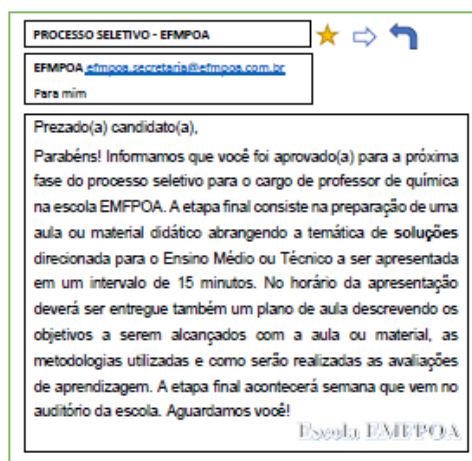 PROCESSO SELETIVO - EFMPOA
EFMPOA efmpoa.secretaria@efmpoa.com.br
Para mim
Prezado(a) candidato(a),
Parabéns! Informamos que você foi aprovado(a) para a próxima
fase do processo seletivo para o cargo de professor de química
na escola EMFPOA. A etapa final consiste na preparação de uma
aula ou material didático abrangendo a temática de soluções
direcionada para o Ensino Médio ou Técnico a ser apresentada
em um intervalo de 15 minutos. No horário da apresentação
deverá ser entregue também um plano de aula descrevendo os
objetivos a serem alcançados com a aula ou material, as
metodologias utilizadas e como serão realizadas as avaliações
de aprendizagem. A etapa final acontecerá semana que vem no
auditório da escola. Aguardamos você!
Escola EMFPOA